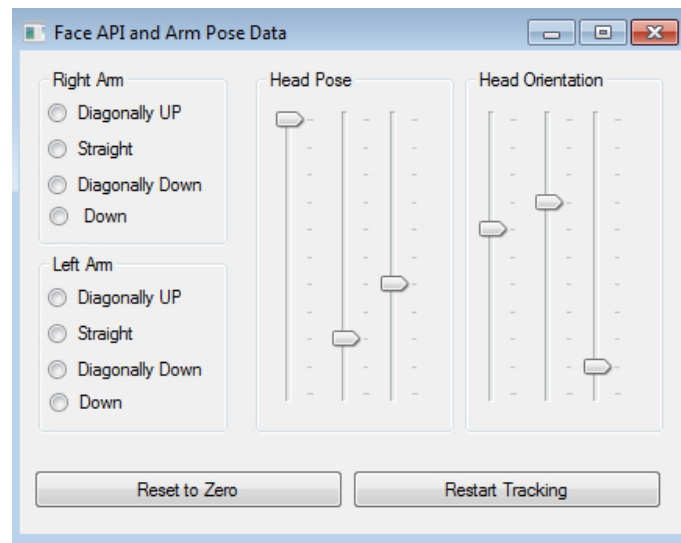 Face API and Arm Pose Data
Right Arm
Diagonally UP
Straight
Diagonally Down
Down
Left Arm
Diagonally UP
Straight
Diagonally Down
Down
Head Pose
Head Orientation
Reset to Zero
Restart Tracking